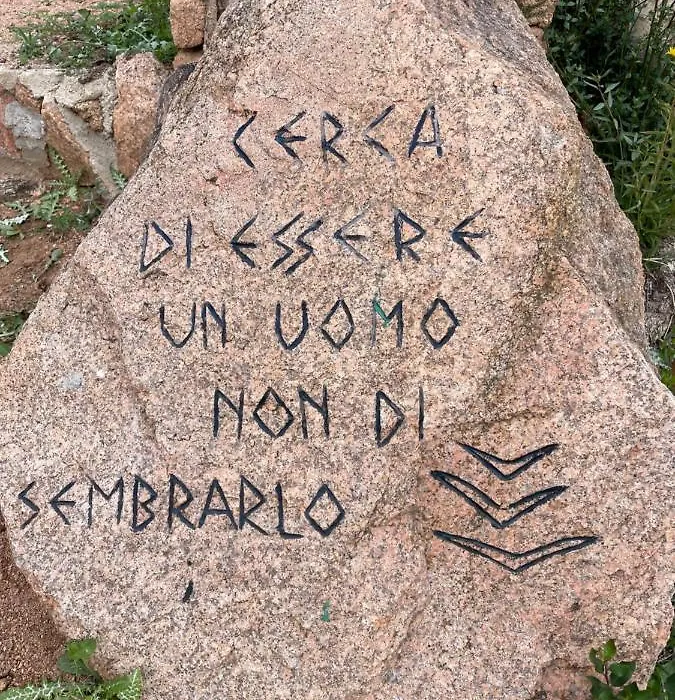 CERCA
DI ESSERE
UN UOMO
NON DI
SEMBRARLO